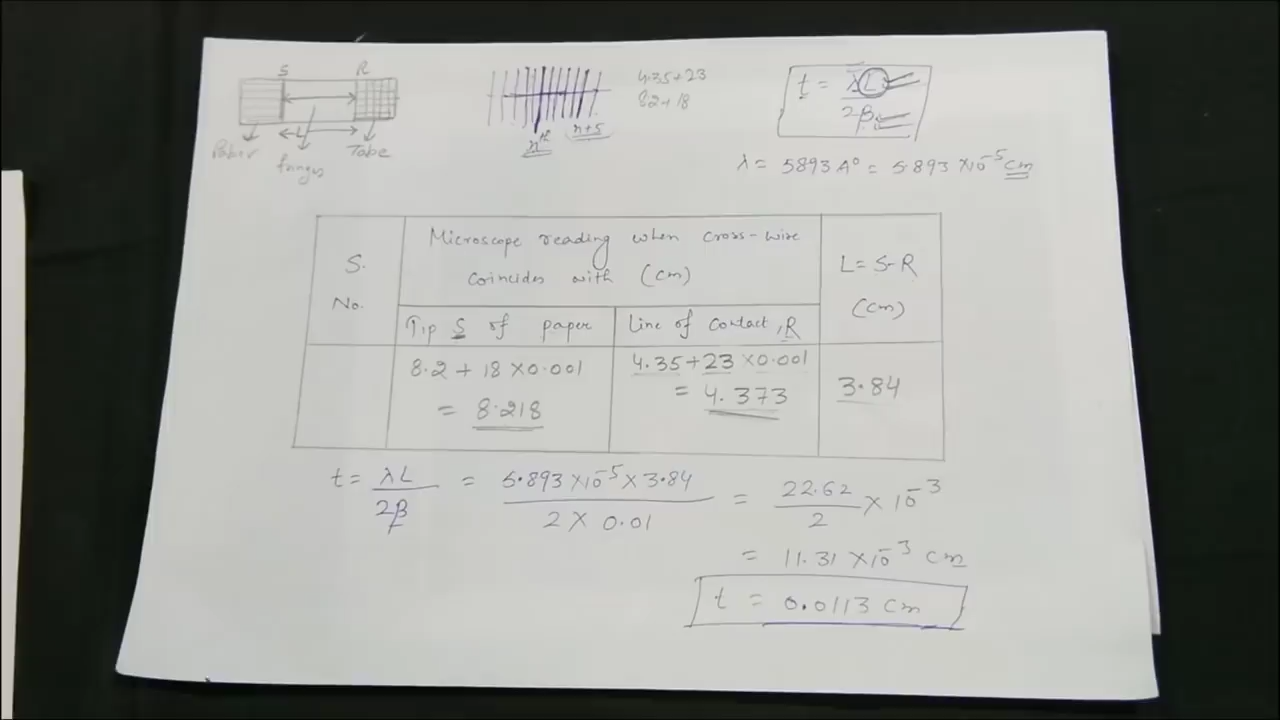 S R
Paper L Tape
fringes
nth n+5
4.35+23
8.2+18
t = λL / 2β
λ = 5893 A° = 5.893 × 10⁻⁵ cm
S. No.
Microscope reading when cross-wire
coincides with (cm)
L = S-R
(cm)
Tip S of paper
Line of contact, R
8.2 + 18 × 0.001
= 8.218
4.35 + 23 × 0.001
= 4.373
3.84
t = λL / 2β = 5.893 × 10⁻⁵ × 3.84 / 2 × 0.01 = 22.62 / 2 × 10⁻³
= 11.31 × 10⁻³ cm
t = 0.0113 cm